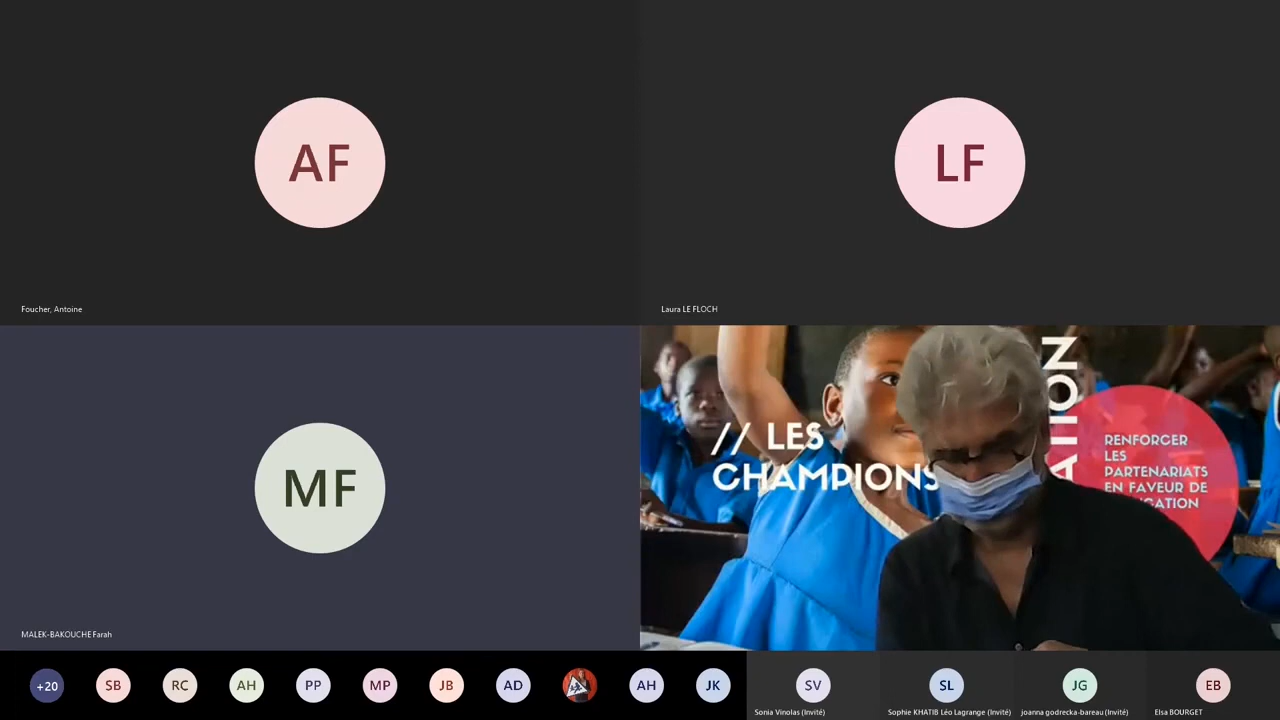 AF
LF
Foucher, Antoine
Laura LE FLOCH
MF
// LES
CHAMPIONS
ATION
RENFORCER
LES
PARTENARIATS
EN FAVEUR DE
MALEK-BAKOUCHE Farah
+20
SB
RC
AH
PP
MP
JB
AD
AH
JK
SV
SL
JG
EB
Sonia Vinolas (Invité)
Sophie KHATIB Léo Lagrange (Invité)
joanna godrecka-bareau (Invité)
Elsa BOURGET